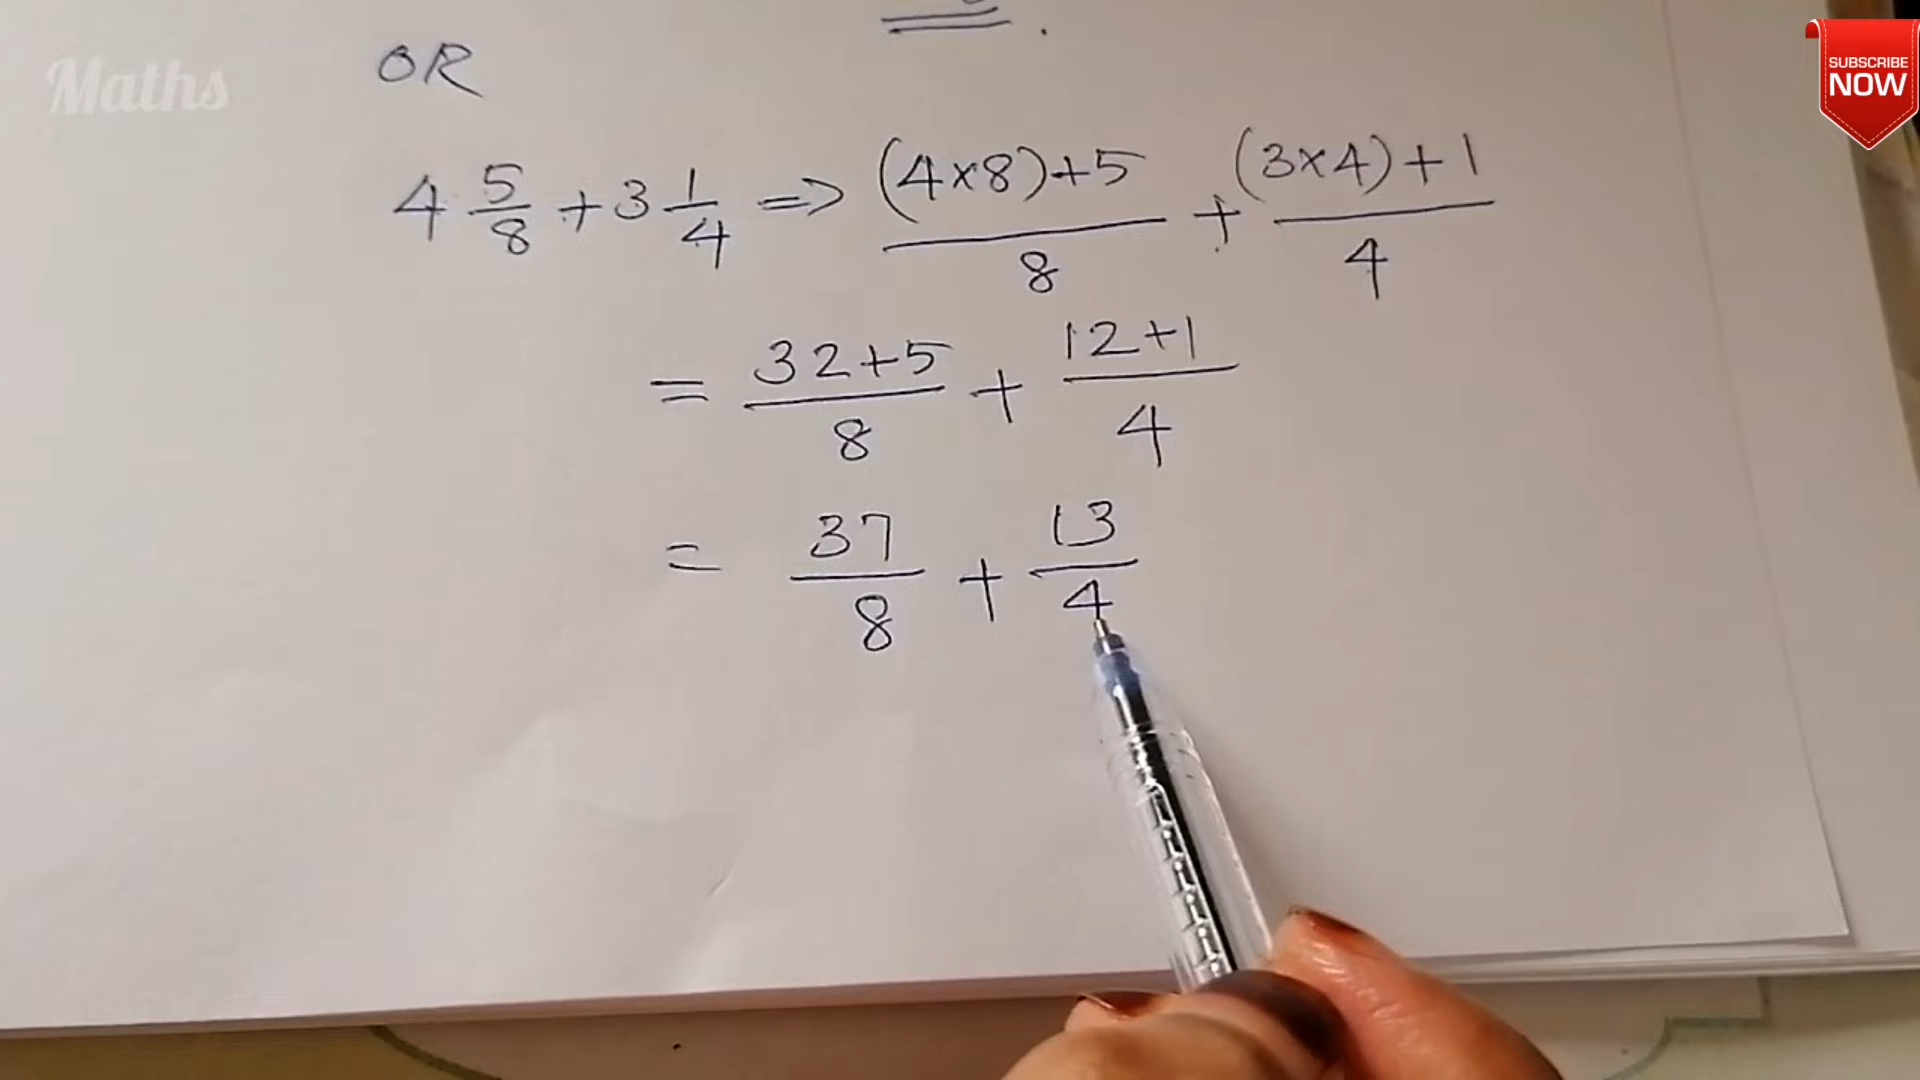 Maths
SUBSCRIBE
NOW
OR
4 5/8 + 3 1/4 => (4×8)+5/8 + (3×4)+1/4
= 32+5/8 + 12+1/4
= 37/8 + 13/4